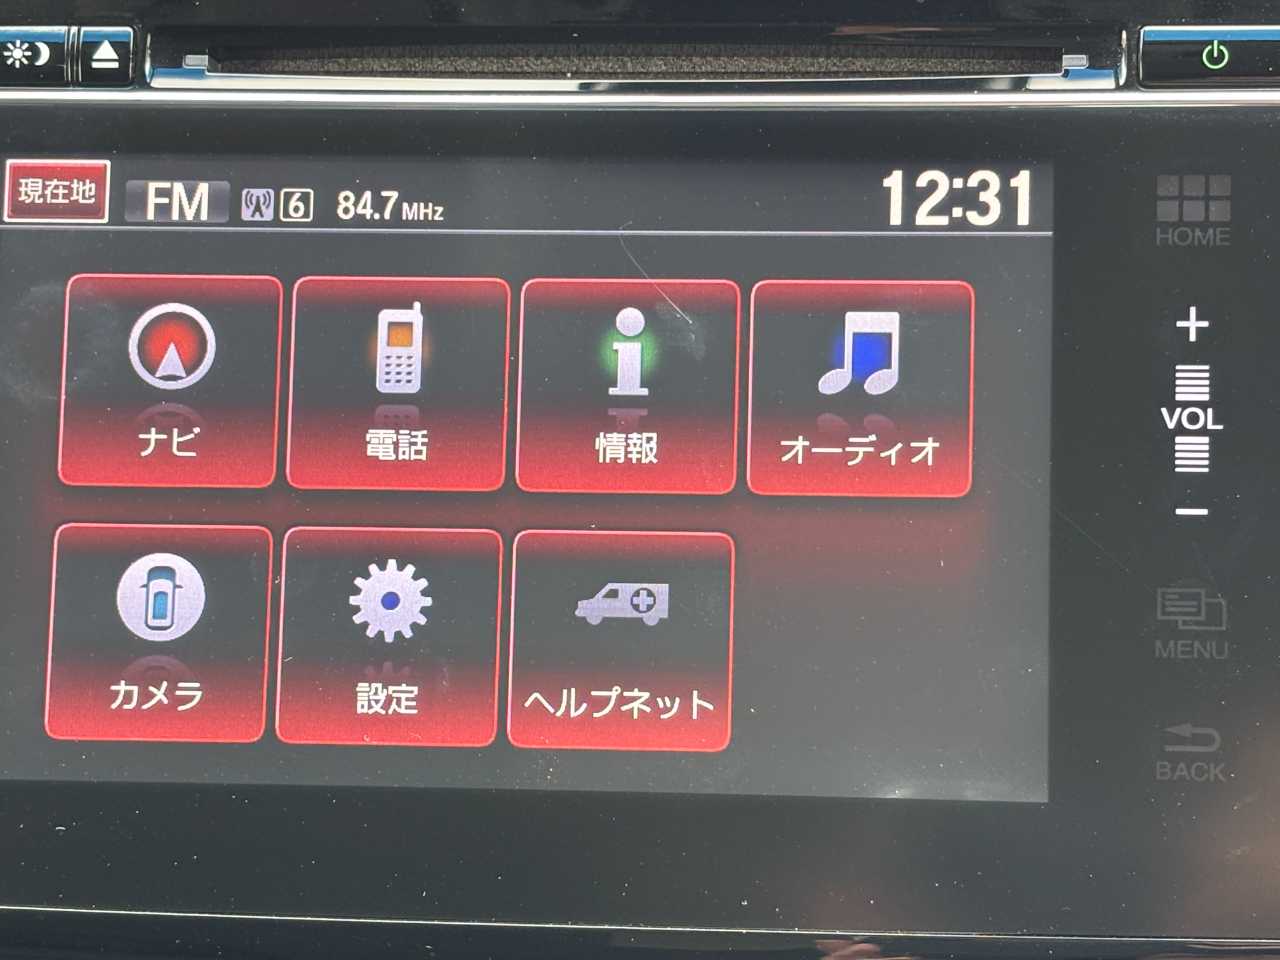 現在地 FM 6 84.7MHz 12:31
HOME
ナビ 電話 情報 オーディオ
+
VOL
-
カメラ 設定 ヘルプネット
MENU
BACK